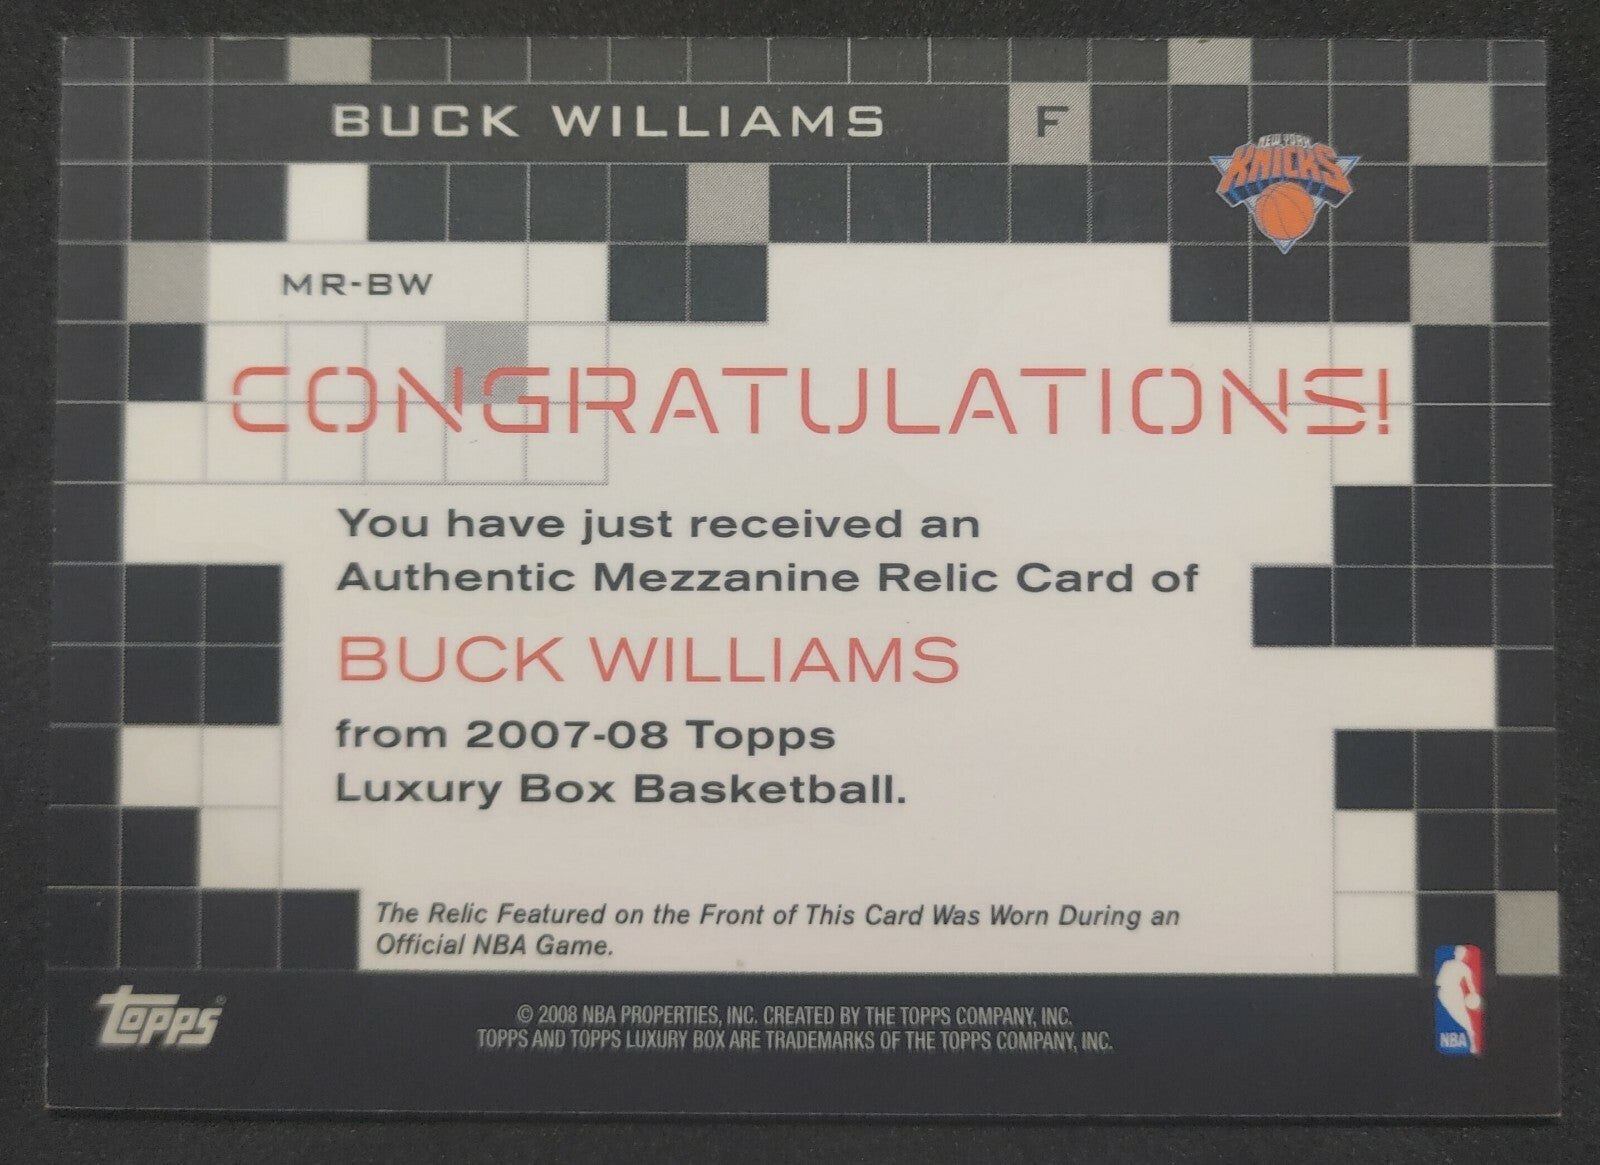 BUCK WILLIAMS F
NEW YORK
KNICKS
MR-BW
CONGRATULATIONS!
You have just received an
Authentic Mezzanine Relic Card of
BUCK WILLIAMS
from 2007-08 Topps
Luxury Box Basketball.
The Relic Featured on the Front of This Card Was Worn During an
Official NBA Game.
Topps®
© 2008 NBA PROPERTIES, INC. CREATED BY THE TOPPS COMPANY, INC.
TOPPS AND TOPPS LUXURY BOX ARE TRADEMARKS OF THE TOPPS COMPANY, INC.
NBA